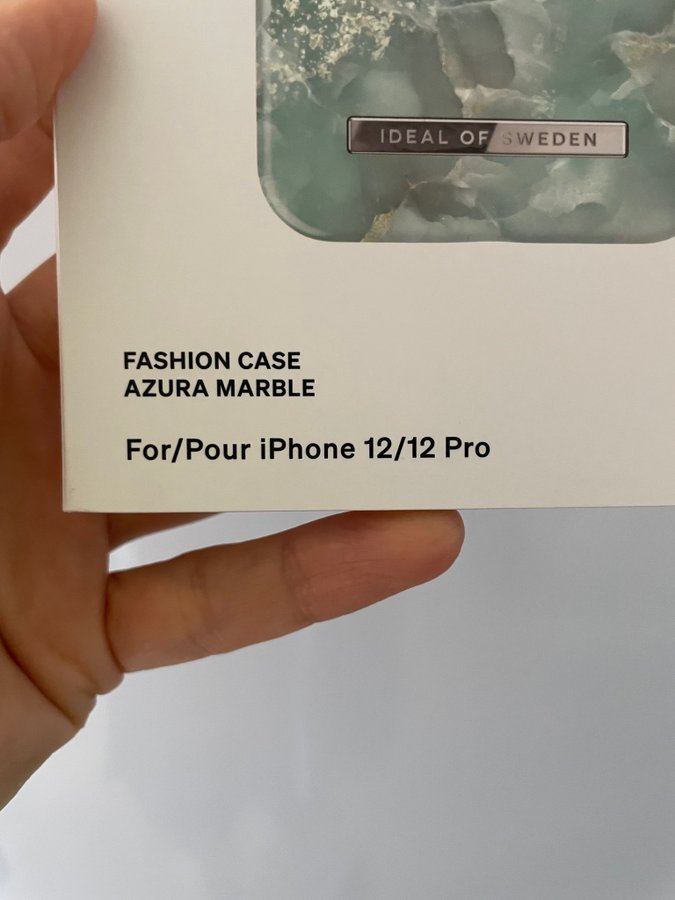 IDEAL OF SWEDEN
FASHION CASE
AZURA MARBLE
For/Pour iPhone 12/12 Pro